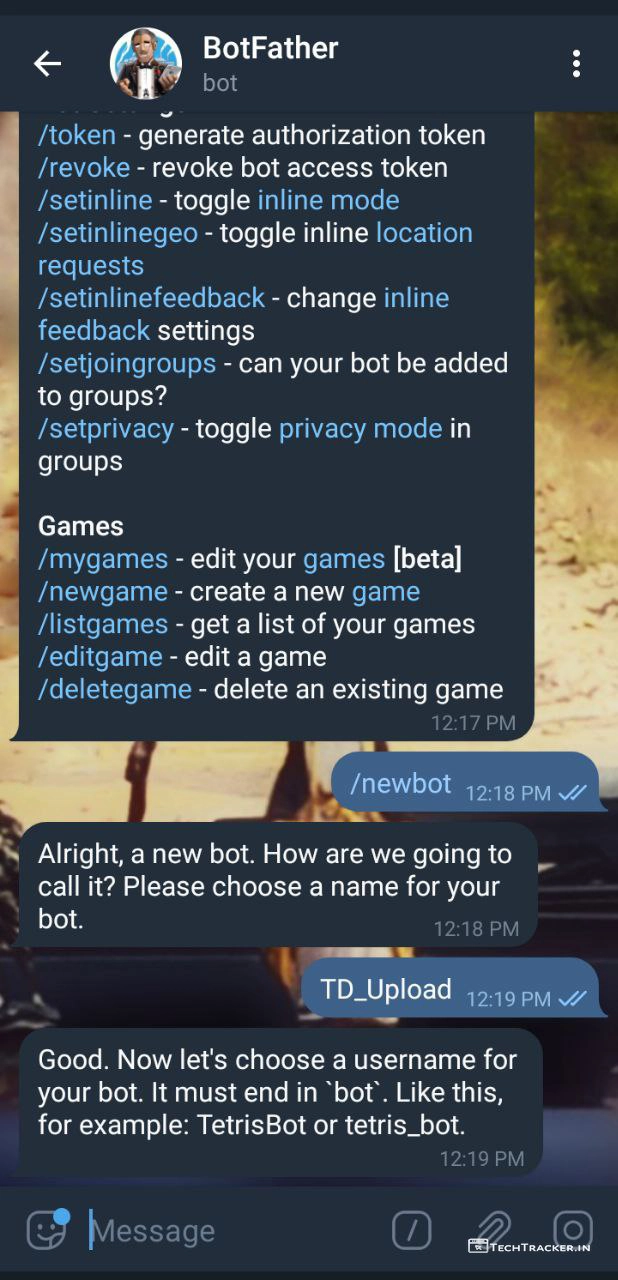 BotFather
bot
/token - generate authorization token
/revoke - revoke bot access token
/setinline - toggle inline mode
/setinlinegeo - toggle inline location
requests
/setinlinefeedback - change inline
feedback settings
/setjoingroups - can your bot be added
to groups?
/setprivacy - toggle privacy mode in
groups
Games
/mygames - edit your games [beta]
/newgame - create a new game
/listgames - get a list of your games
/editgame - edit a game
/deletegame - delete an existing game
12:17 PM
/newbot 12:18 PM
Alright, a new bot. How are we going to
call it? Please choose a name for your
bot.
12:18 PM
TD_Upload 12:19 PM
Good. Now let's choose a username for
your bot. It must end in `bot`. Like this,
for example: TetrisBot or tetris_bot.
12:19 PM
Message
TECHTRACKER.IN